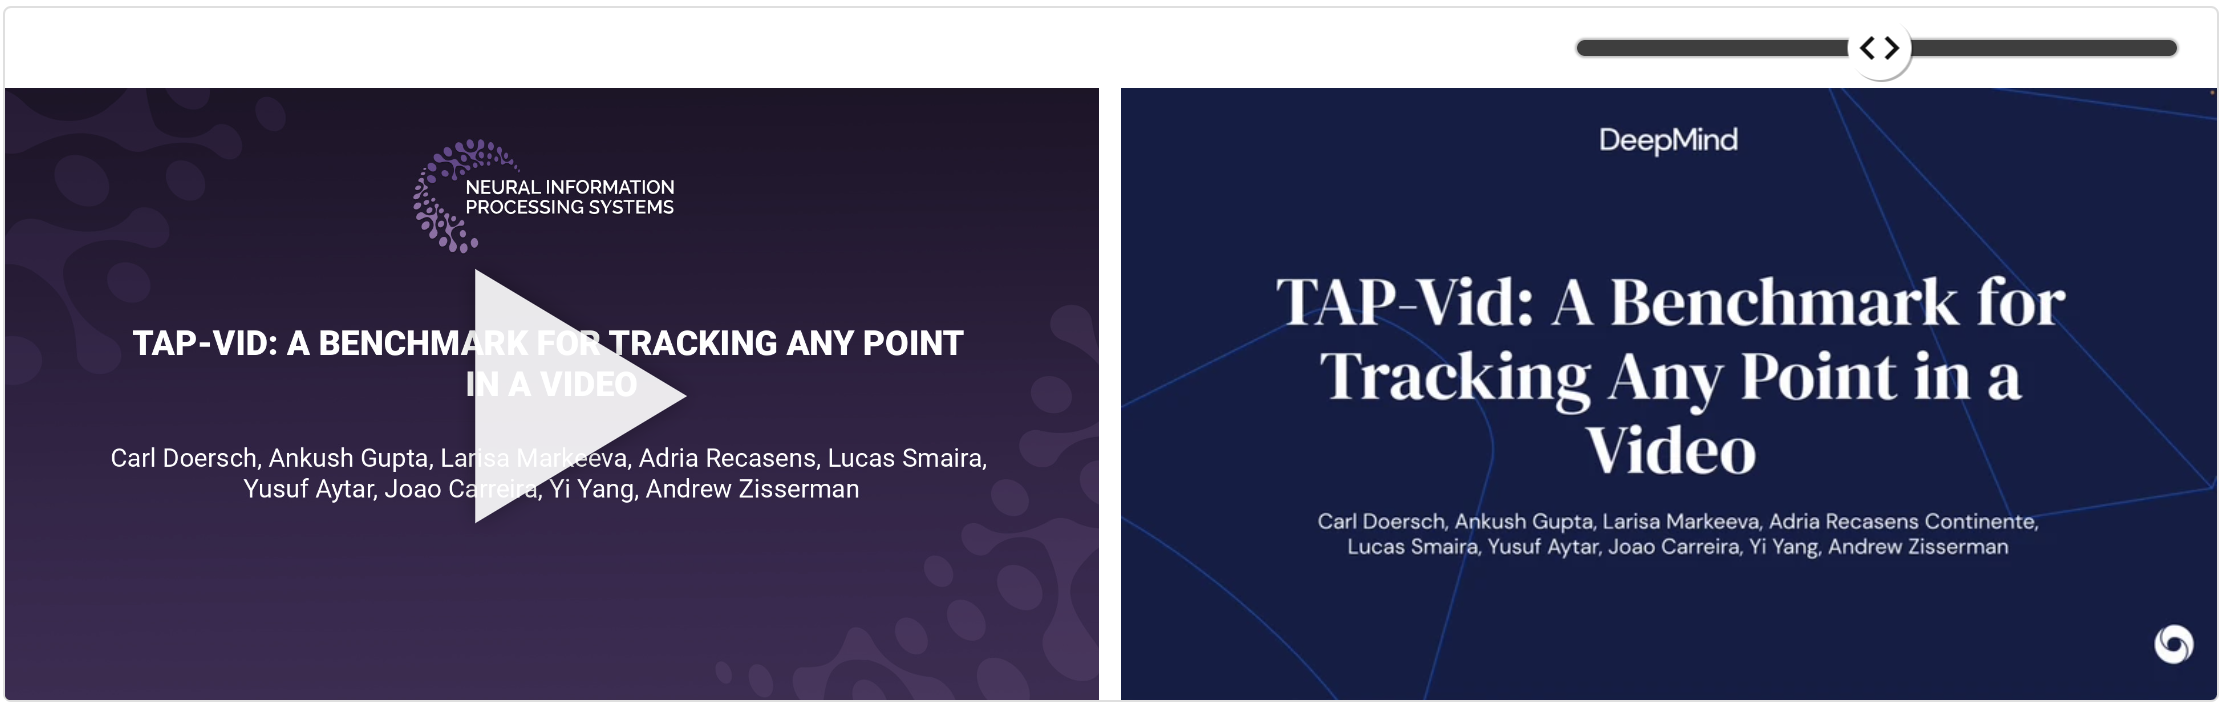 NEURAL INFORMATION
PROCESSING SYSTEMS
TAP-VID: A BENCHMARK FOR TRACKING ANY POINT
IN A VIDEO
Carl Doersch, Ankush Gupta, Larisa Markeeva, Adria Recasens, Lucas Smaira,
Yusuf Aytar, Joao Carreira, Yi Yang, Andrew Zisserman
DeepMind
TAP-Vid: A Benchmark for
Tracking Any Point in a
Video
Carl Doersch, Ankush Gupta, Larisa Markeeva, Adria Recasens Continente,
Lucas Smaira, Yusuf Aytar, Joao Carreira, Yi Yang, Andrew Zisserman